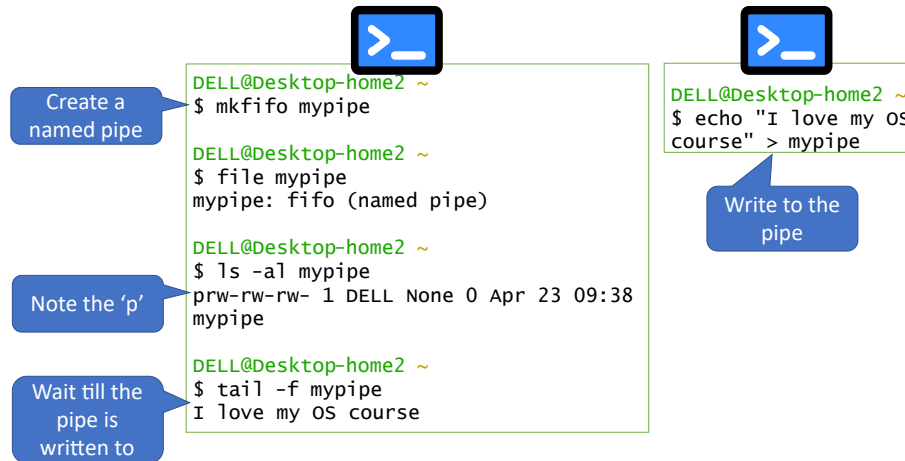 >_
DELL@Desktop-home2 ~
$ mkfifo mypipe
DELL@Desktop-home2 ~
$ file mypipe
mypipe: fifo (named pipe)
DELL@Desktop-home2 ~
$ ls -al mypipe
prw-rw-rw- 1 DELL None 0 Apr 23 09:38
mypipe
DELL@Desktop-home2 ~
$ tail -f mypipe
I love my OS course
Create a
named pipe
Note the ‘p’
Wait till the
pipe is
written to
>_
DELL@Desktop-home2 ~
$ echo "I love my OS
course" > mypipe
Write to the
pipe